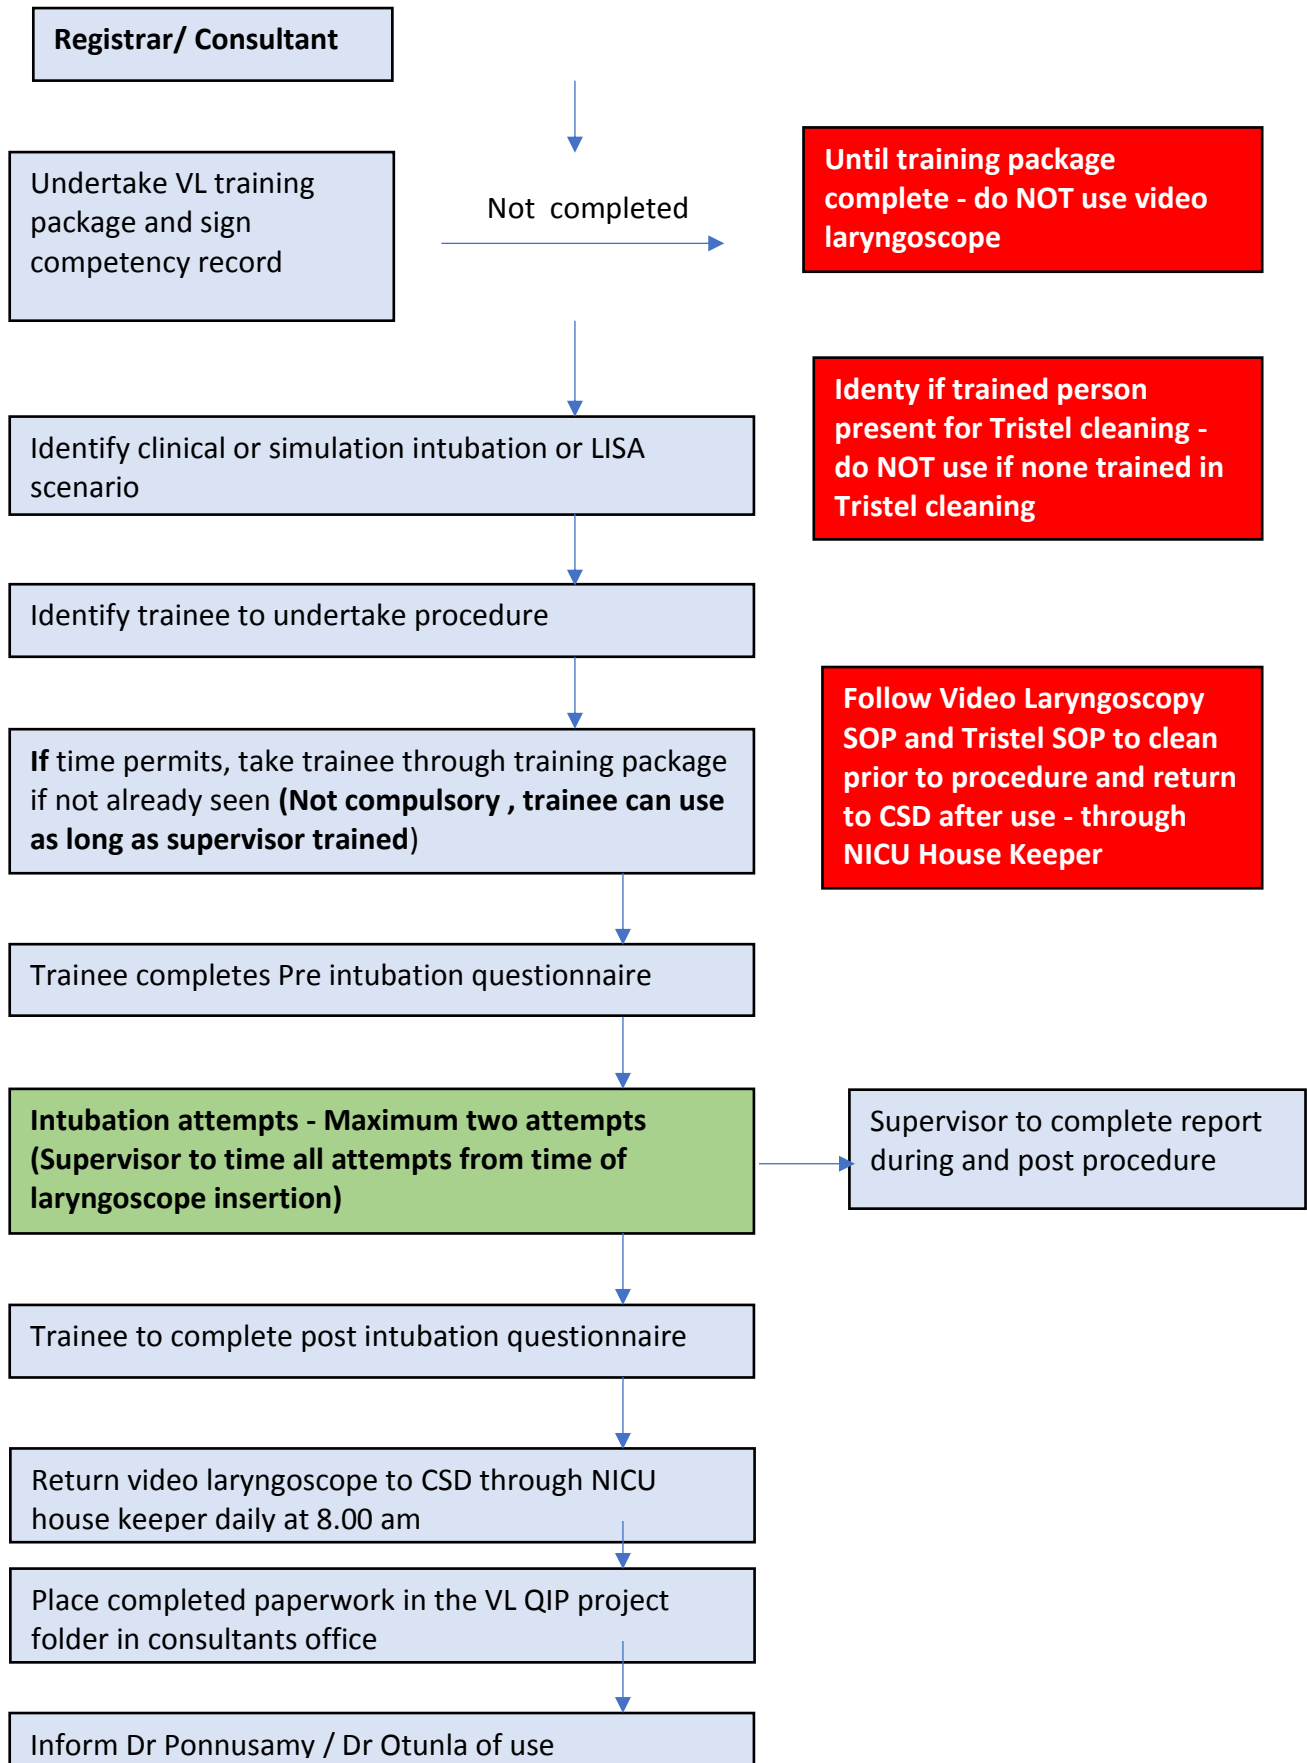 Registrar/ Consultant
Undertake VL training
package and sign
competency record
Not completed
Until training package
complete - do NOT use video
laryngoscope
Identify clinical or simulation intubation or LISA
scenario
Identy if trained person
present for Tristel cleaning -
do NOT use if none trained in
Tristel cleaning
Identify trainee to undertake procedure
If time permits, take trainee through training package
if not already seen (Not compulsory , trainee can use
as long as supervisor trained)
Follow Video Laryngoscopy
SOP and Tristel SOP to clean
prior to procedure and return
to CSD after use - through
NICU House Keeper
Trainee completes Pre intubation questionnaire
Intubation attempts - Maximum two attempts
(Supervisor to time all attempts from time of
laryngoscope insertion)
Supervisor to complete report
during and post procedure
Trainee to complete post intubation questionnaire
Return video laryngoscope to CSD through NICU
house keeper daily at 8.00 am
Place completed paperwork in the VL QIP project
folder in consultants office
Inform Dr Ponnusamy / Dr Otunla of use